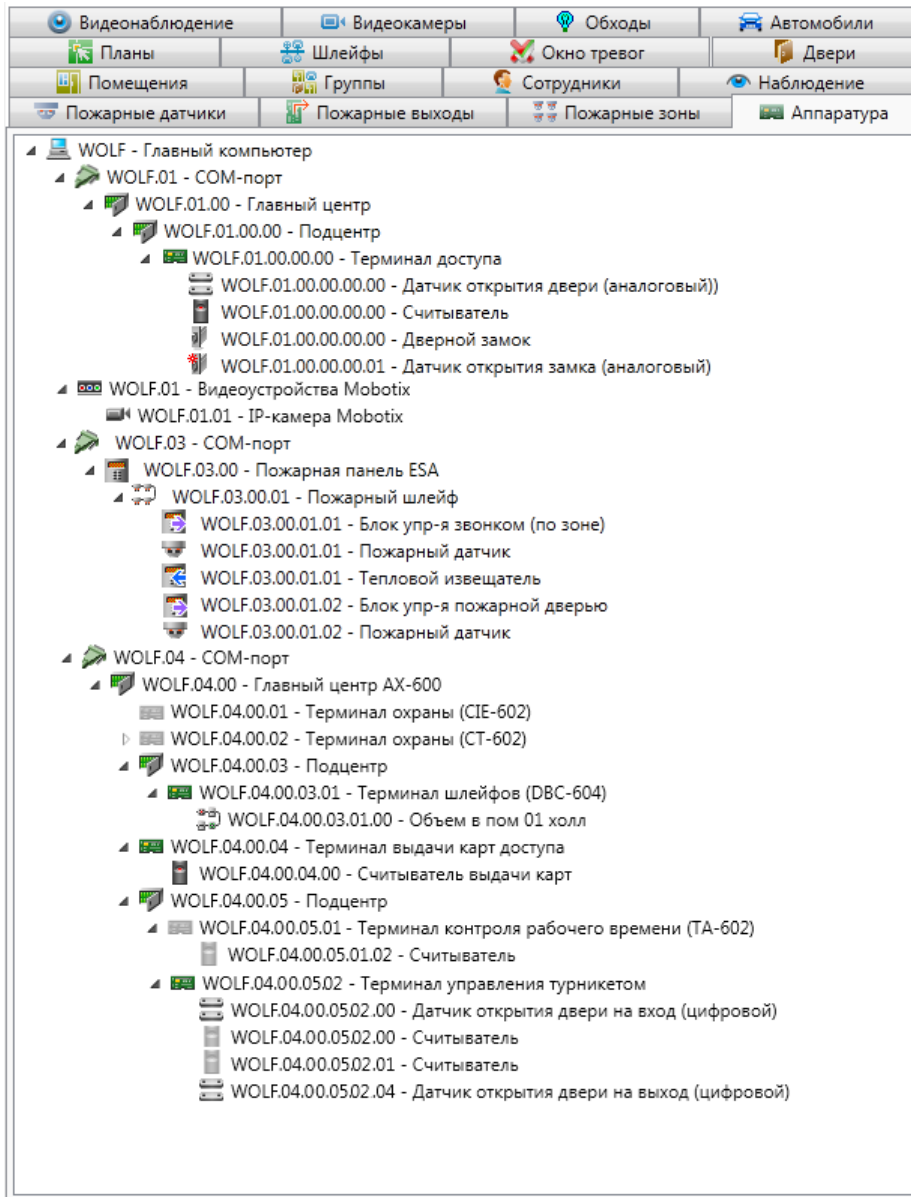 Видеонаблюдение Видеокамеры Обходы Автомобили
Планы Шлейфы Окно тревог Двери
Помещения Группы Сотрудники Наблюдение
Пожарные датчики Пожарные выходы Пожарные зоны Аппаратура
WOLF - Главный компьютер
WOLF.01 - COM-порт
WOLF.01.00 - Главный центр
WOLF.01.00.00 - Подцентр
WOLF.01.00.00.00 - Терминал доступа
WOLF.01.00.00.00.00 - Датчик открытия двери (аналоговый))
WOLF.01.00.00.00.00 - Считыватель
WOLF.01.00.00.00.00 - Дверной замок
WOLF.01.00.00.00.01 - Датчик открытия замка (аналоговый)
WOLF.01 - Видеоустройства Mobotix
WOLF.01.01 - IP-камера Mobotix
WOLF.03 - COM-порт
WOLF.03.00 - Пожарная панель ESA
WOLF.03.00.01 - Пожарный шлейф
WOLF.03.00.01.01 - Блок упр-я звонком (по зоне)
WOLF.03.00.01.01 - Пожарный датчик
WOLF.03.00.01.01 - Тепловой извещатель
WOLF.03.00.01.02 - Блок упр-я пожарной дверью
WOLF.03.00.01.02 - Пожарный датчик
WOLF.04 - COM-порт
WOLF.04.00 - Главный центр AX-600
WOLF.04.00.01 - Терминал охраны (CIE-602)
WOLF.04.00.02 - Терминал охраны (CT-602)
WOLF.04.00.03 - Подцентр
WOLF.04.00.03.01 - Терминал шлейфов (DBC-604)
WOLF.04.00.03.01.00 - Объем в пом 01 холл
WOLF.04.00.04 - Терминал выдачи карт доступа
WOLF.04.00.04.00 - Считыватель выдачи карт
WOLF.04.00.05 - Подцентр
WOLF.04.00.05.01 - Терминал контроля рабочего времени (TA-602)
WOLF.04.00.05.01.02 - Считыватель
WOLF.04.00.05.02 - Терминал управления турникетом
WOLF.04.00.05.02.00 - Датчик открытия двери на вход (цифровой)
WOLF.04.00.05.02.00 - Считыватель
WOLF.04.00.05.02.01 - Считыватель
WOLF.04.00.05.02.04 - Датчик открытия двери на выход (цифровой)